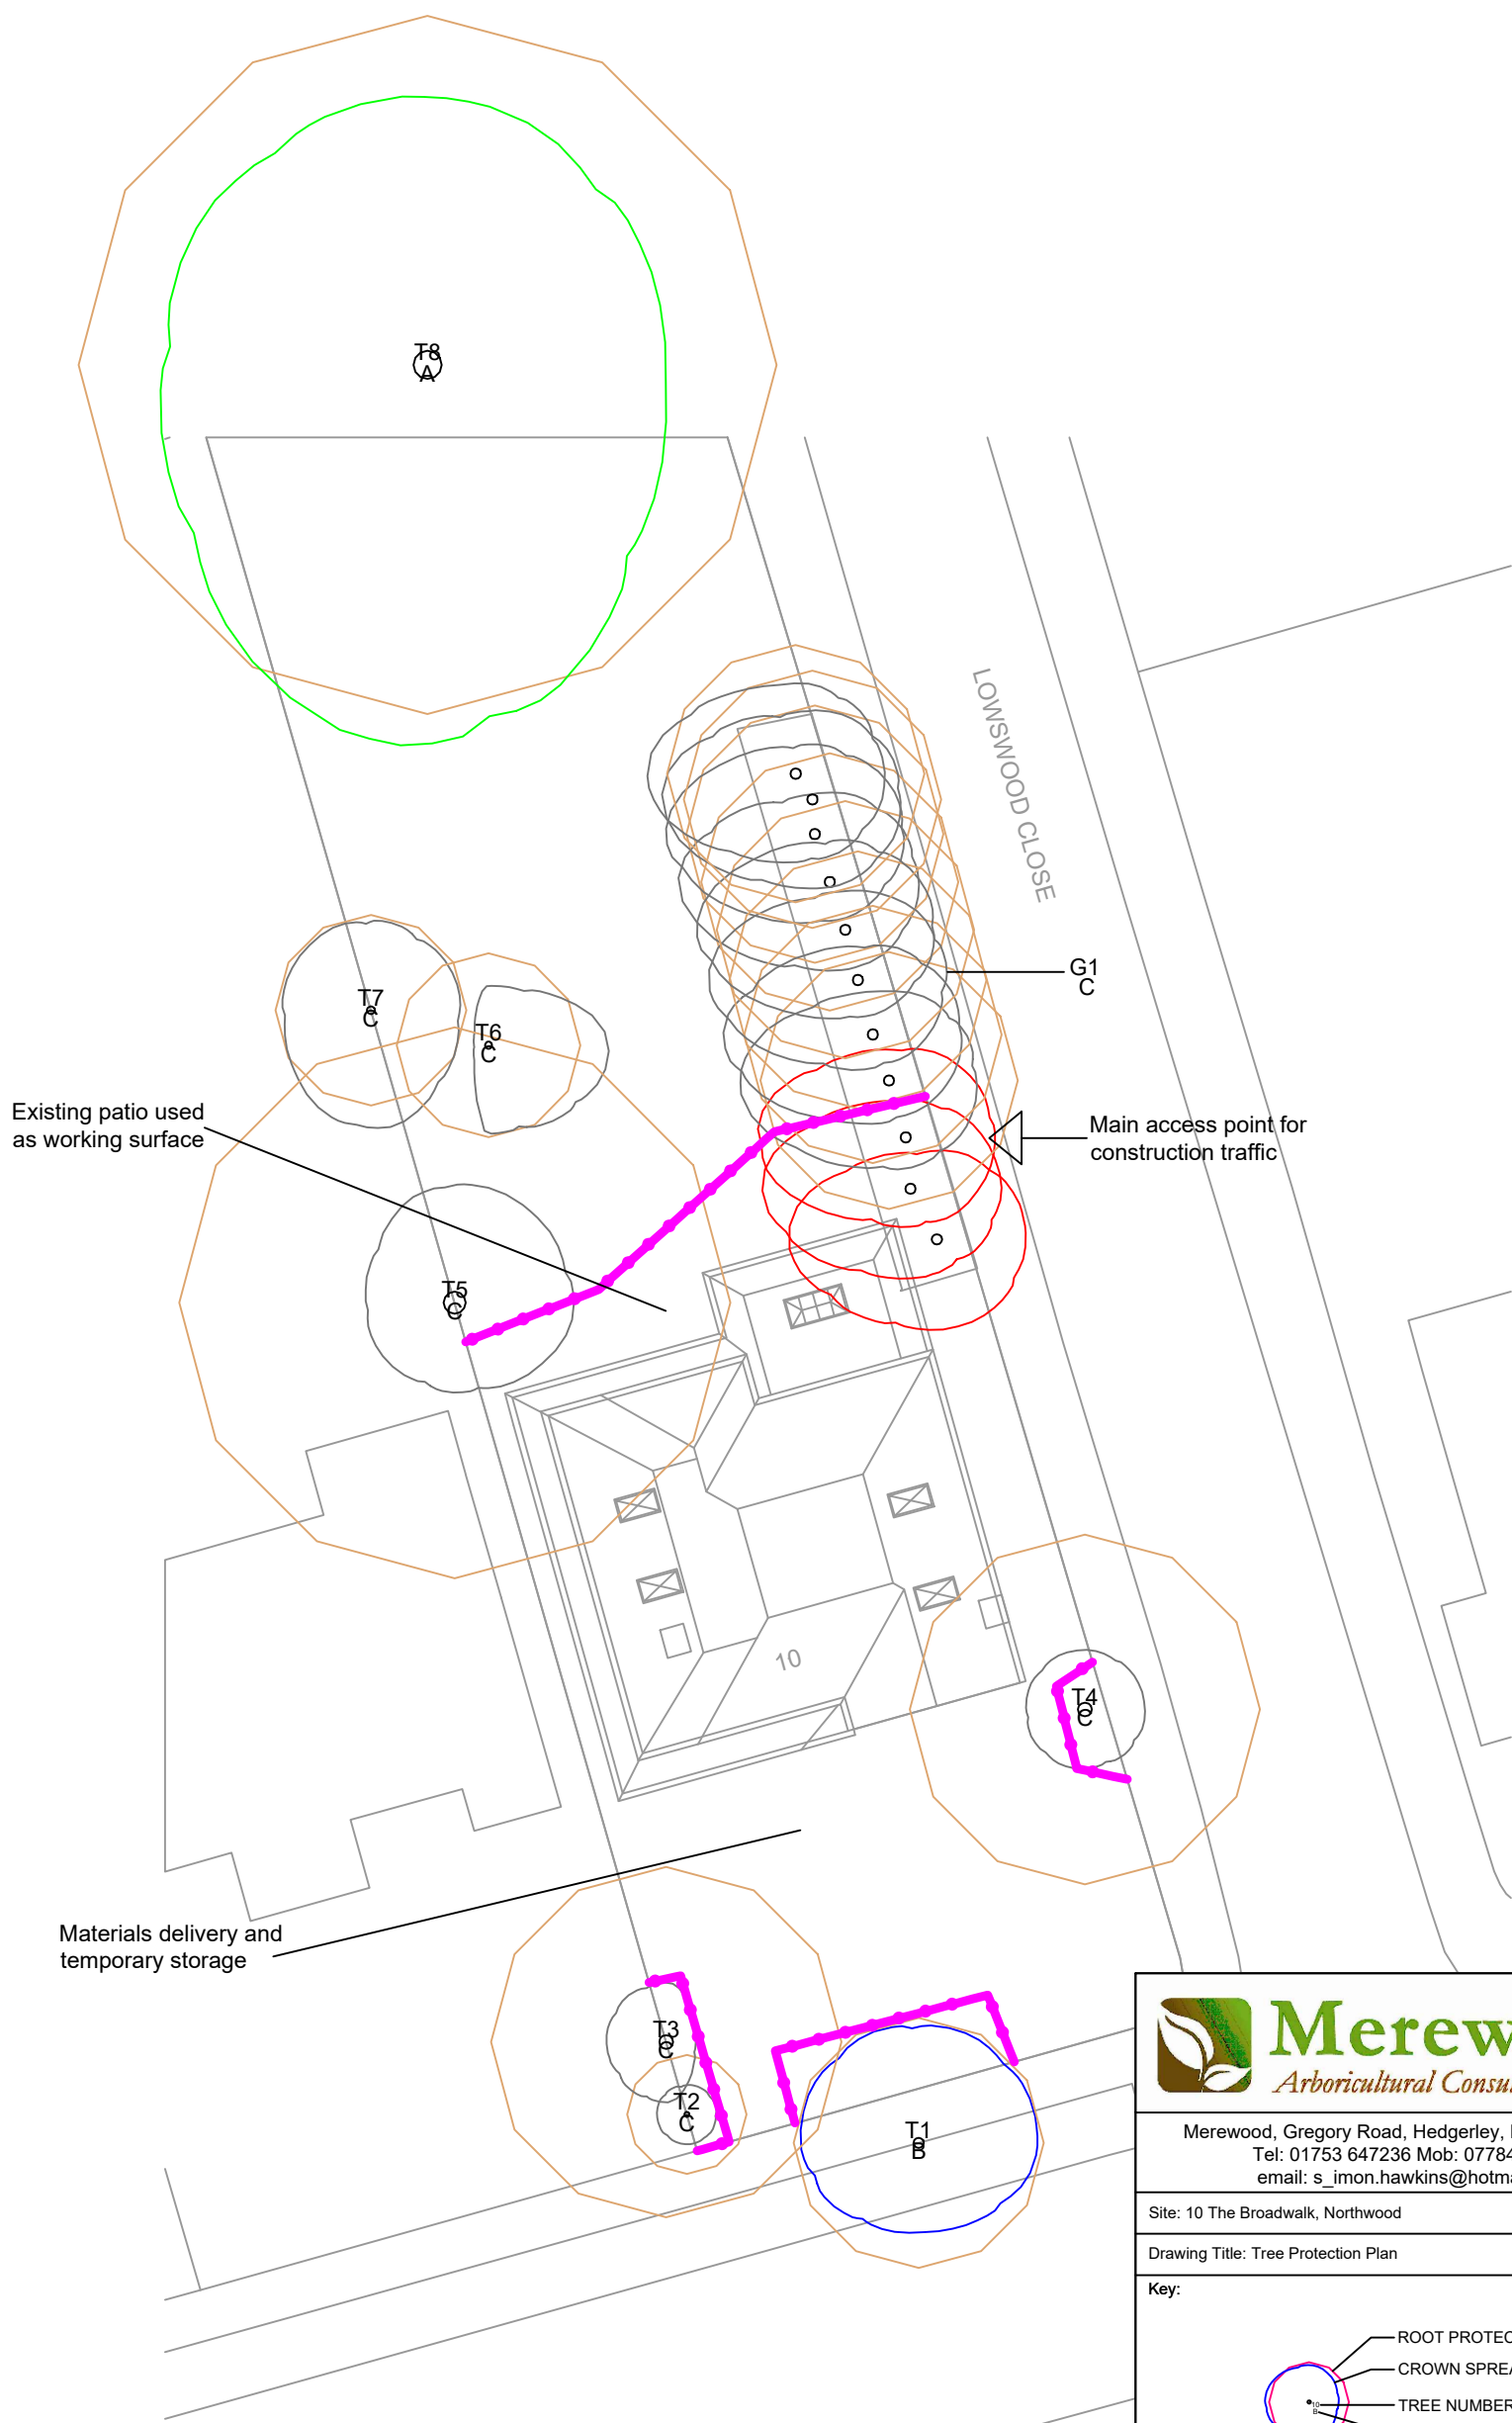 T8
A
LOWSWOOD CLOSE
G1
C
T7
C
T6
C
Existing patio used
as working surface
Main access point for
construction traffic
T5
C
10
T4
C
Materials delivery and
temporary storage
T3
C
T2
C
T1
B
Merew
Arboricultural Consu
Merewood, Gregory Road, Hedgerley,
Tel: 01753 647236 Mob: 07784
email: s_imon.hawkins@hotma
Site: 10 The Broadwalk, Northwood
Drawing Title: Tree Protection Plan
Key:
ROOT PROTEC
CROWN SPREA
TREE NUMBER
10
B